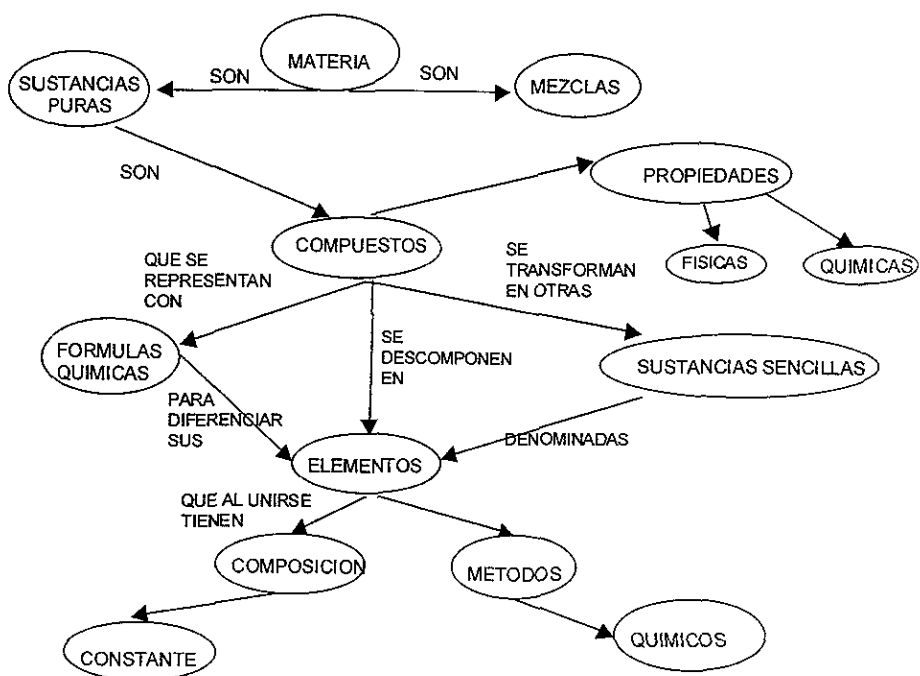 MATERIA
SON
SON
SUSTANCIAS
PURAS
MEZCLAS
SON
PROPIEDADES
COMPUESTOS
FISICAS
QUIMICAS
QUE SE
REPRESENTAN
CON
SE
TRANSFORMAN
EN OTRAS
SE
DESCOMPONEN
EN
FORMULAS
QUIMICAS
SUSTANCIAS SENCILLAS
PARA
DIFERENCIAR
SUS
DENOMINADAS
ELEMENTOS
QUE AL UNIRSE
TIENEN
COMPOSICION
METODOS
CONSTANTE
QUIMICOS